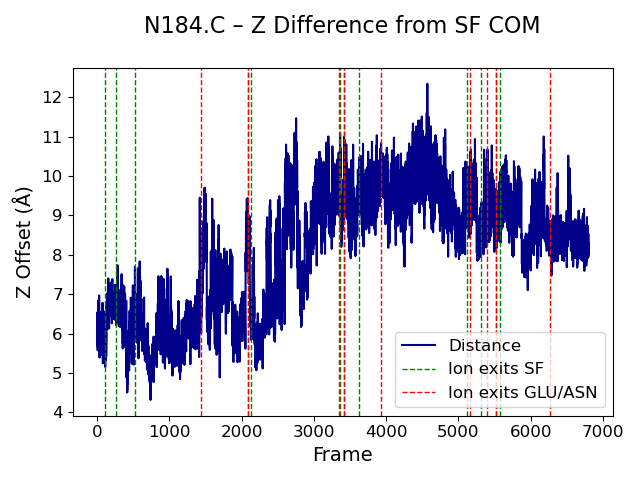 N184.C – Z Difference from SF COM
Z Offset (Å)
12
11
10
9
8
7
6
5
4
Distance
Ion exits SF
Ion exits GLU/ASN
0 1000 2000 3000 4000 5000 6000 7000
Frame